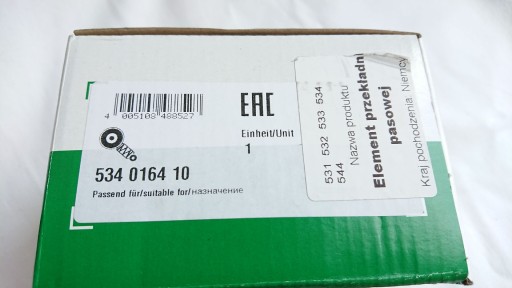 4 005108 488527
EAC
Einheit/Unit
1
534 0164 10
Passend für/suitable for/назначение
531 532 533 534
544
Nazwa produktu
Element przekładni
pasowej
Kraj pochodzenia: Niemcy